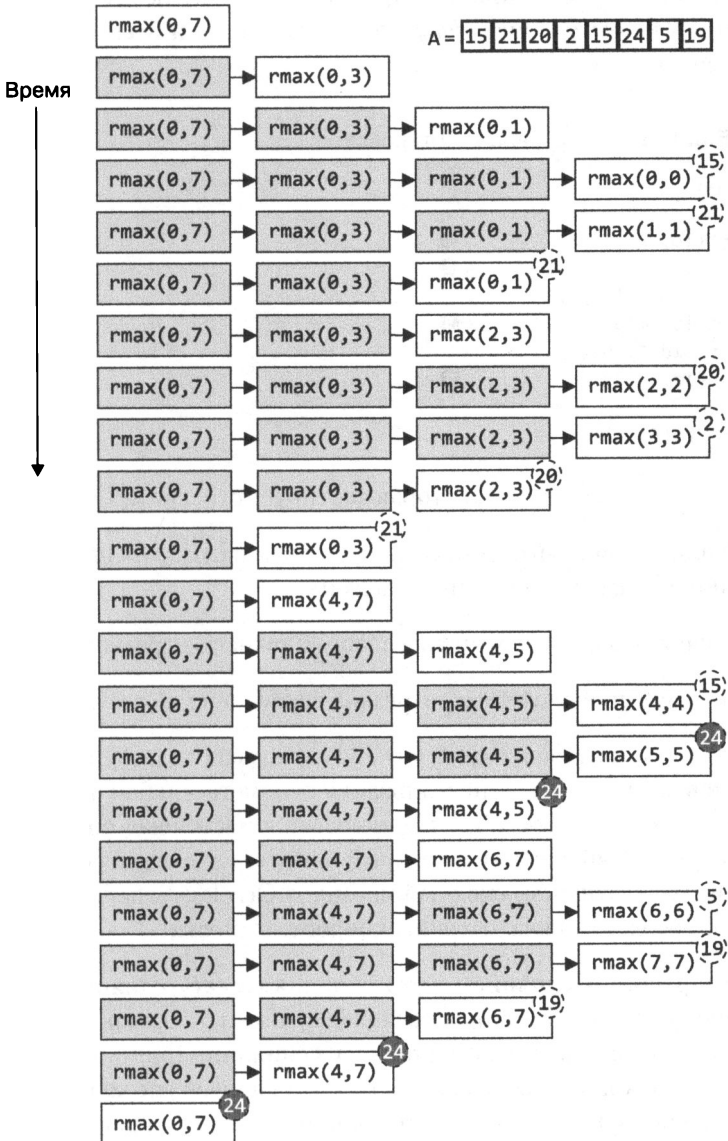 rmax(0,7)
A = 15 21 20 2 15 24 5 19
Время
rmax(0,7) rmax(0,3)
rmax(0,7) rmax(0,3) rmax(0,1)
rmax(0,7) rmax(0,3) rmax(0,1) rmax(0,0) 15
rmax(0,7) rmax(0,3) rmax(0,1) rmax(1,1) 21
rmax(0,7) rmax(0,3) rmax(0,1) 21
rmax(0,7) rmax(0,3) rmax(2,3)
rmax(0,7) rmax(0,3) rmax(2,3) rmax(2,2) 20
rmax(0,7) rmax(0,3) rmax(2,3) rmax(3,3) 2
rmax(0,7) rmax(0,3) rmax(2,3) 20
rmax(0,7) rmax(0,3) 21
rmax(0,7) rmax(4,7)
rmax(0,7) rmax(4,7) rmax(4,5)
rmax(0,7) rmax(4,7) rmax(4,5) rmax(4,4) 15
rmax(0,7) rmax(4,7) rmax(4,5) rmax(5,5) 24
rmax(0,7) rmax(4,7) rmax(4,5) 24
rmax(0,7) rmax(4,7) rmax(6,7)
rmax(0,7) rmax(4,7) rmax(6,7) rmax(6,6) 5
rmax(0,7) rmax(4,7) rmax(6,7) rmax(7,7) 19
rmax(0,7) rmax(4,7) rmax(6,7) 19
rmax(0,7) rmax(4,7) 24
rmax(0,7) 24